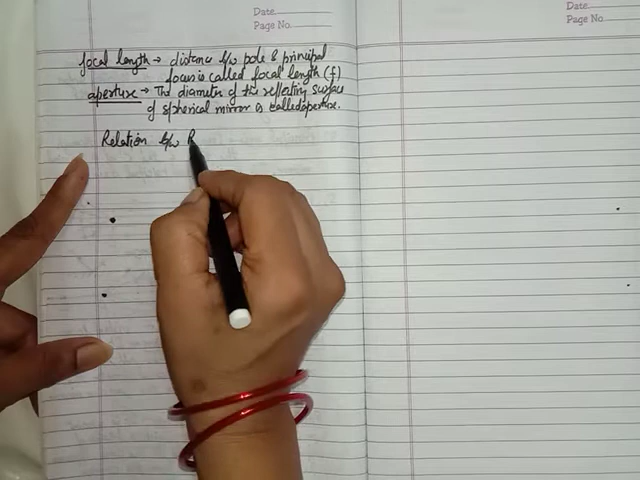 Date
Page No.
Date
Page No.
focal length → distance b/w pole & principal
focus is called focal length (f)
aperture → The diameter of the reflecting surface
of spherical mirror is called aperture.
Relation b/w R